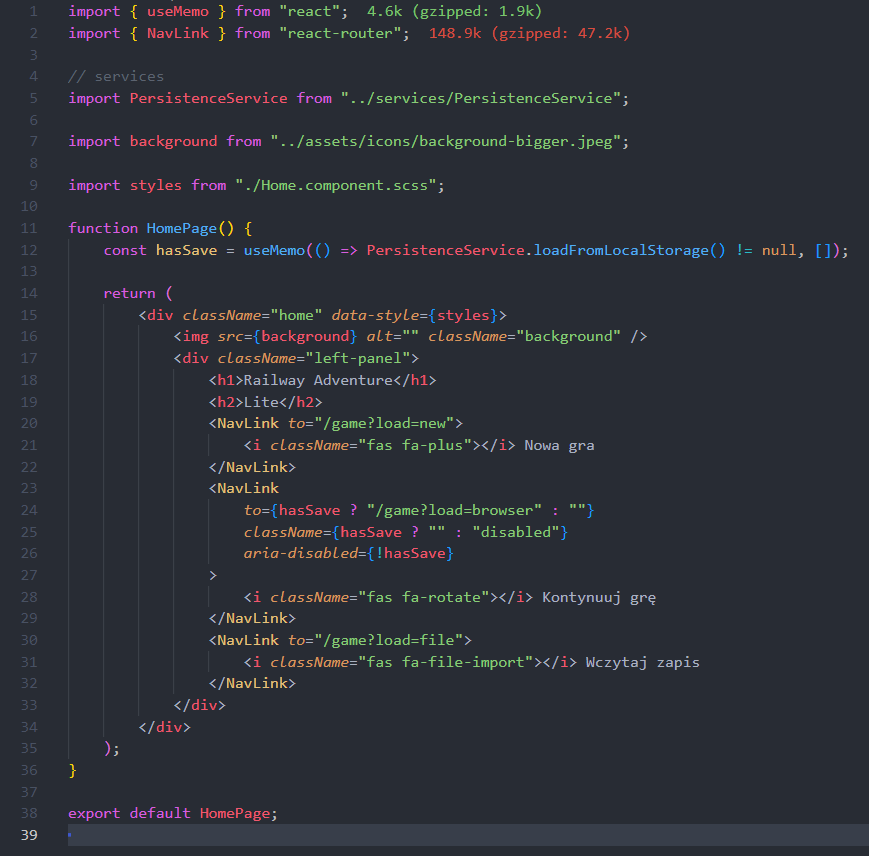 1 import { useMemo } from "react"; 4.6k (gzipped: 1.9k)
2 import { NavLink } from "react-router"; 148.9k (gzipped: 47.2k)
3
4 // services
5 import PersistenceService from "../services/PersistenceService";
6
7 import background from "../assets/icons/background-bigger.jpeg";
8
9 import styles from "./Home.component.scss";
10
11 function HomePage() {
12     const hasSave = useMemo(() => PersistenceService.loadFromLocalStorage() != null, []);
13
14     return (
15         <div className="home" data-style={styles}>
16             <img src={background} alt="" className="background" />
17             <div className="left-panel">
18                 <h1>Railway Adventure</h1>
19                 <h2>Lite</h2>
20                 <NavLink to="/game?load=new">
21                     <i className="fas fa-plus"></i> Nowa gra
22                 </NavLink>
23                 <NavLink
24                     to={hasSave ? "/game?load=browser" : ""}
25                     className={hasSave ? "" : "disabled"}
26                     aria-disabled={!hasSave}
27                 >
28                     <i className="fas fa-rotate"></i> Kontynuuj grę
29                 </NavLink>
30                 <NavLink to="/game?load=file">
31                     <i className="fas fa-file-import"></i> Wczytaj zapis
32                 </NavLink>
33             </div>
34         </div>
35     );
36 }
37
38 export default HomePage;
39